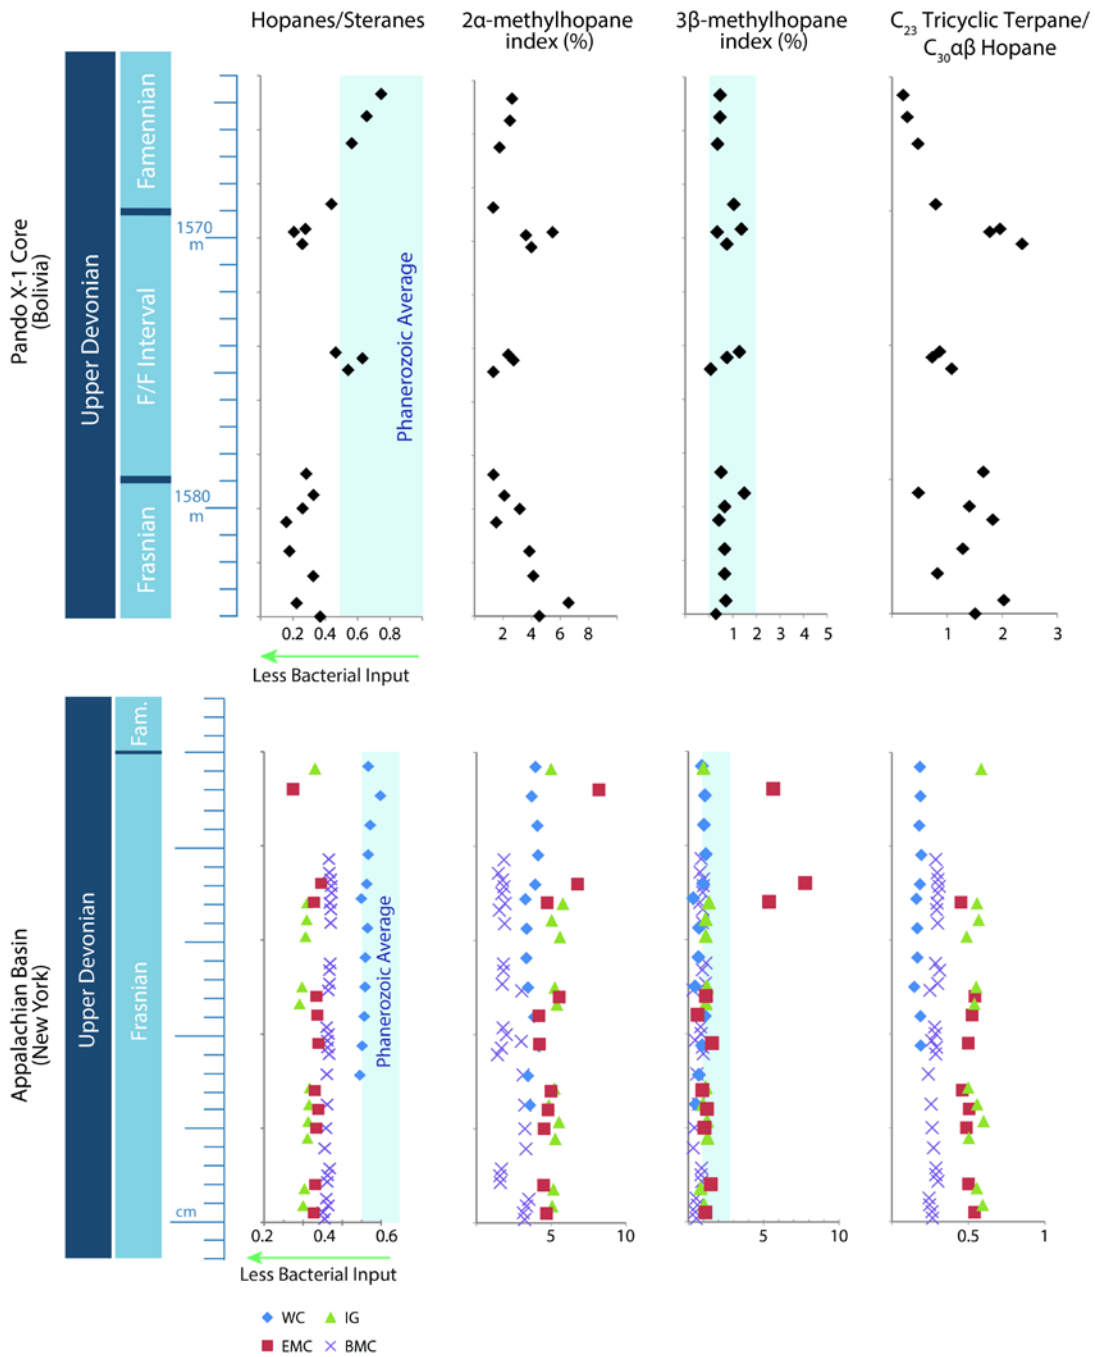 Hopanes/Steranes
2α-methylhopane
index (%)
3β-methylhopane
index (%)
C23 Tricyclic Terpane/
C30αβ Hopane
Pando X-1 Core
(Bolivia)
Upper Devonian
Famennian
F/F Interval
Frasnian
1570
m
1580
m
Phanerozoic Average
0.2 0.4 0.6 0.8
2 4 6 8
1 2 3 4 5
1 2 3
Less Bacterial Input
Appalachian Basin
(New York)
Upper Devonian
Fam.
Frasnian
cm
Phanerozoic Average
0.2 0.4 0.6
5 10
5 10
0.5 1
Less Bacterial Input
WC IG
EMC BMC